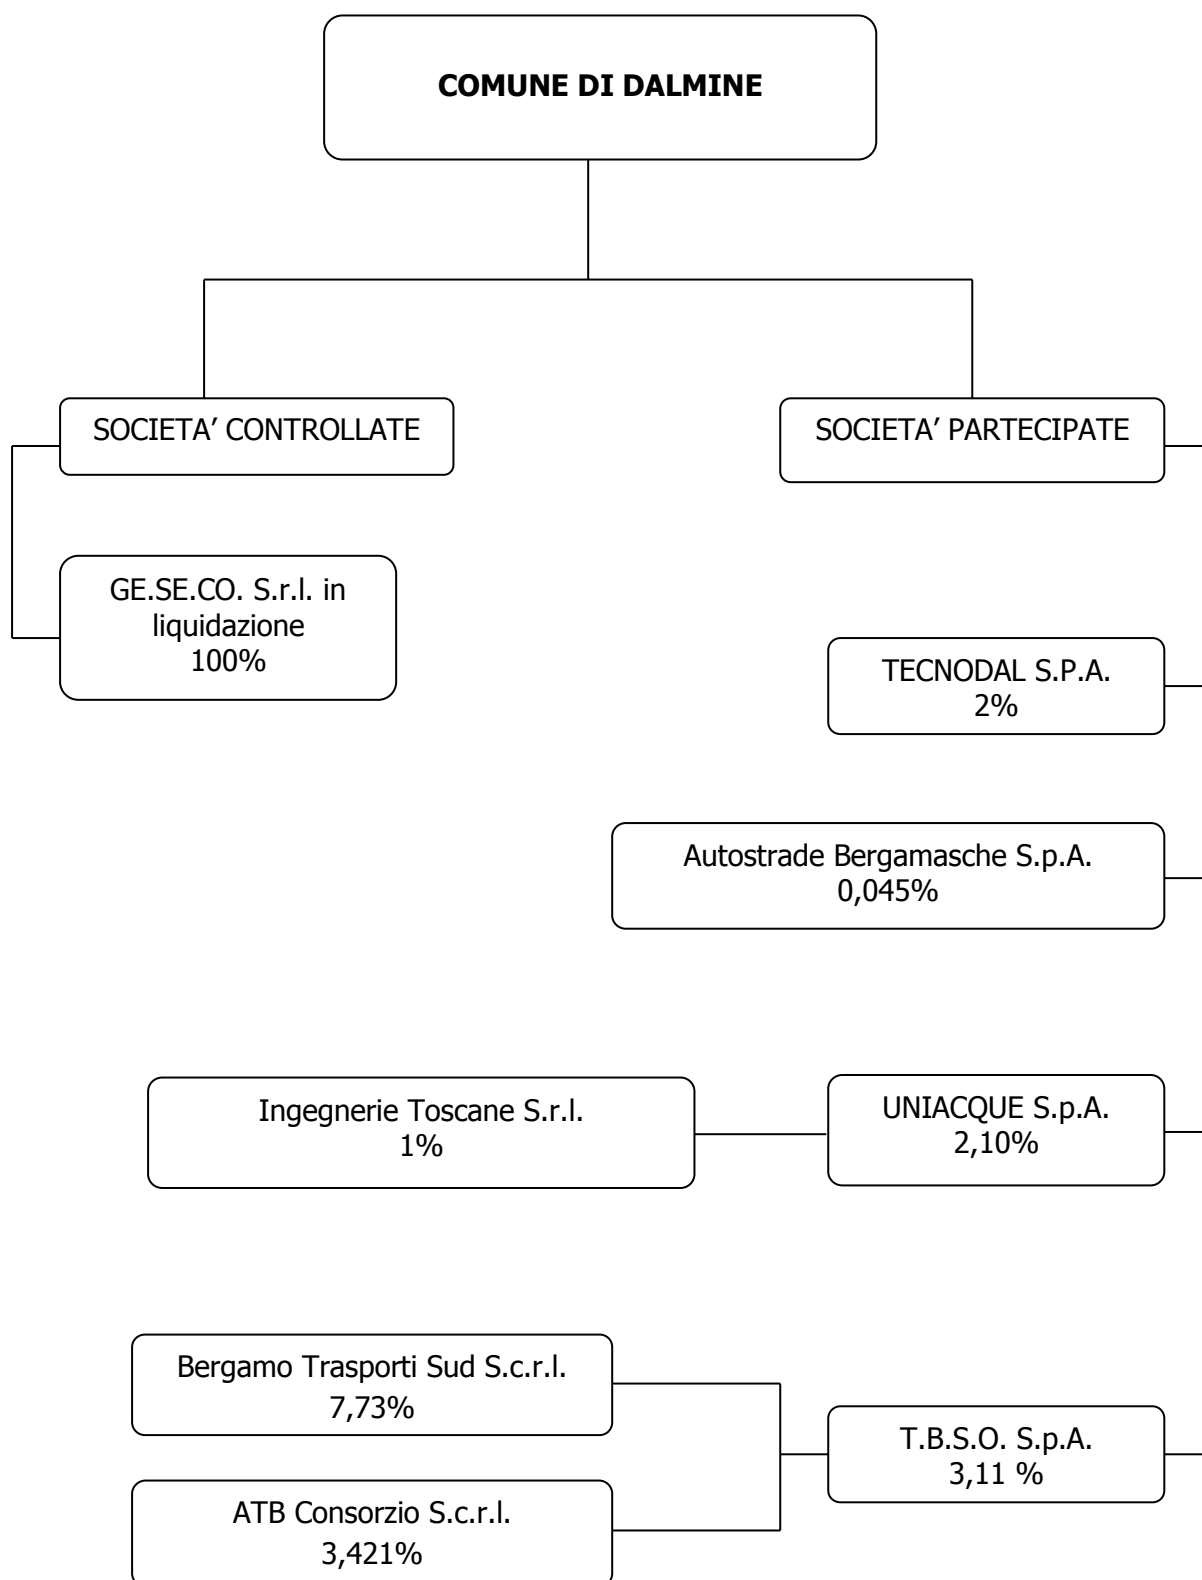 COMUNE DI DALMINE
SOCIETA’ CONTROLLATE
SOCIETA’ PARTECIPATE
GE.SE.CO. S.r.l. in
liquidazione
100%
TECNODAL S.P.A.
2%
Autostrade Bergamasche S.p.A.
0,045%
Ingegnerie Toscane S.r.l.
1%
UNIACQUE S.p.A.
2,10%
Bergamo Trasporti Sud S.c.r.l.
7,73%
T.B.S.O. S.p.A.
3,11 %
ATB Consorzio S.c.r.l.
3,421%